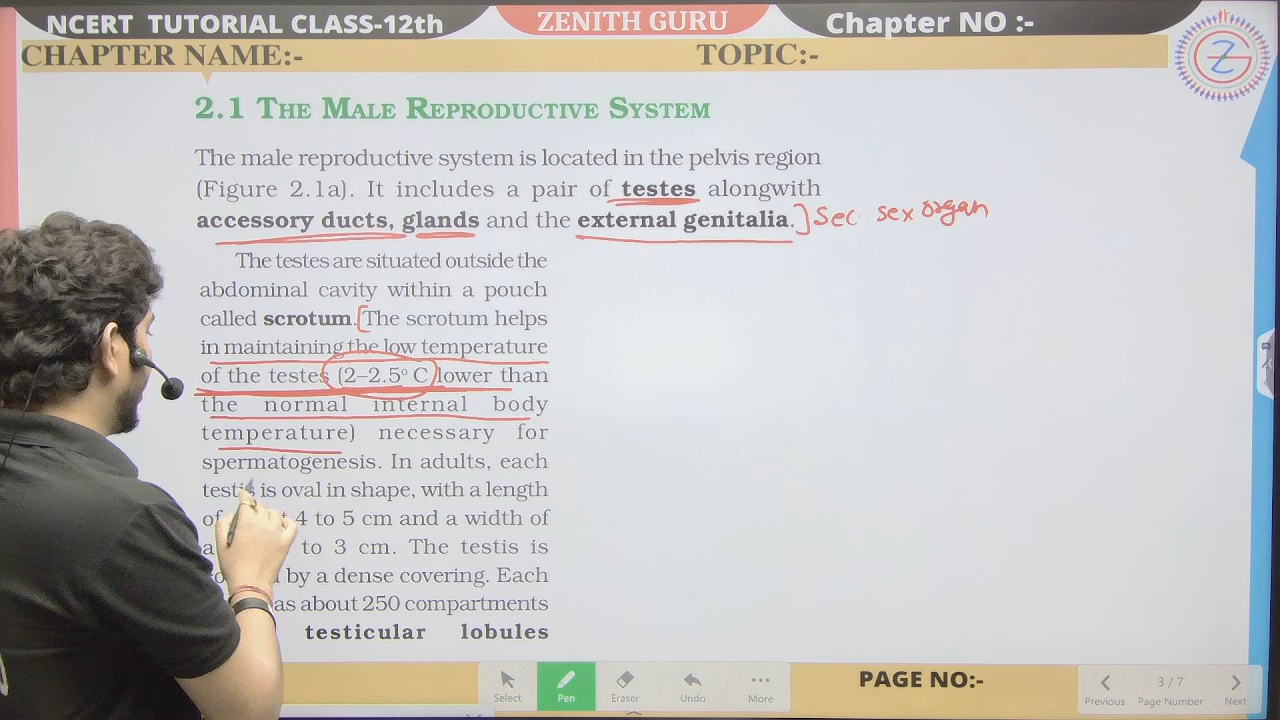 NCERT TUTORIAL CLASS-12th
ZENITH GURU
Chapter NO :-
CHAPTER NAME:-
TOPIC:-
2.1 THE MALE REPRODUCTIVE SYSTEM
The male reproductive system is located in the pelvis region
(Figure 2.1a). It includes a pair of testes alongwith
accessory ducts, glands and the external genitalia.] Sec. sex organ
The testes are situated outside the
abdominal cavity within a pouch
called scrotum. [The scrotum helps
in maintaining the low temperature
of the testes (2–2.5° C lower than
the normal internal body
temperature) necessary for
spermatogenesis. In adults, each
testis is oval in shape, with a length
of 4 to 5 cm and a width of
to 3 cm. The testis is
by a dense covering. Each
as about 250 compartments
testicular lobules
Select
Pen
Eraser
Undo
More
PAGE NO:-
Previous
3 / 7
Page Number
Next